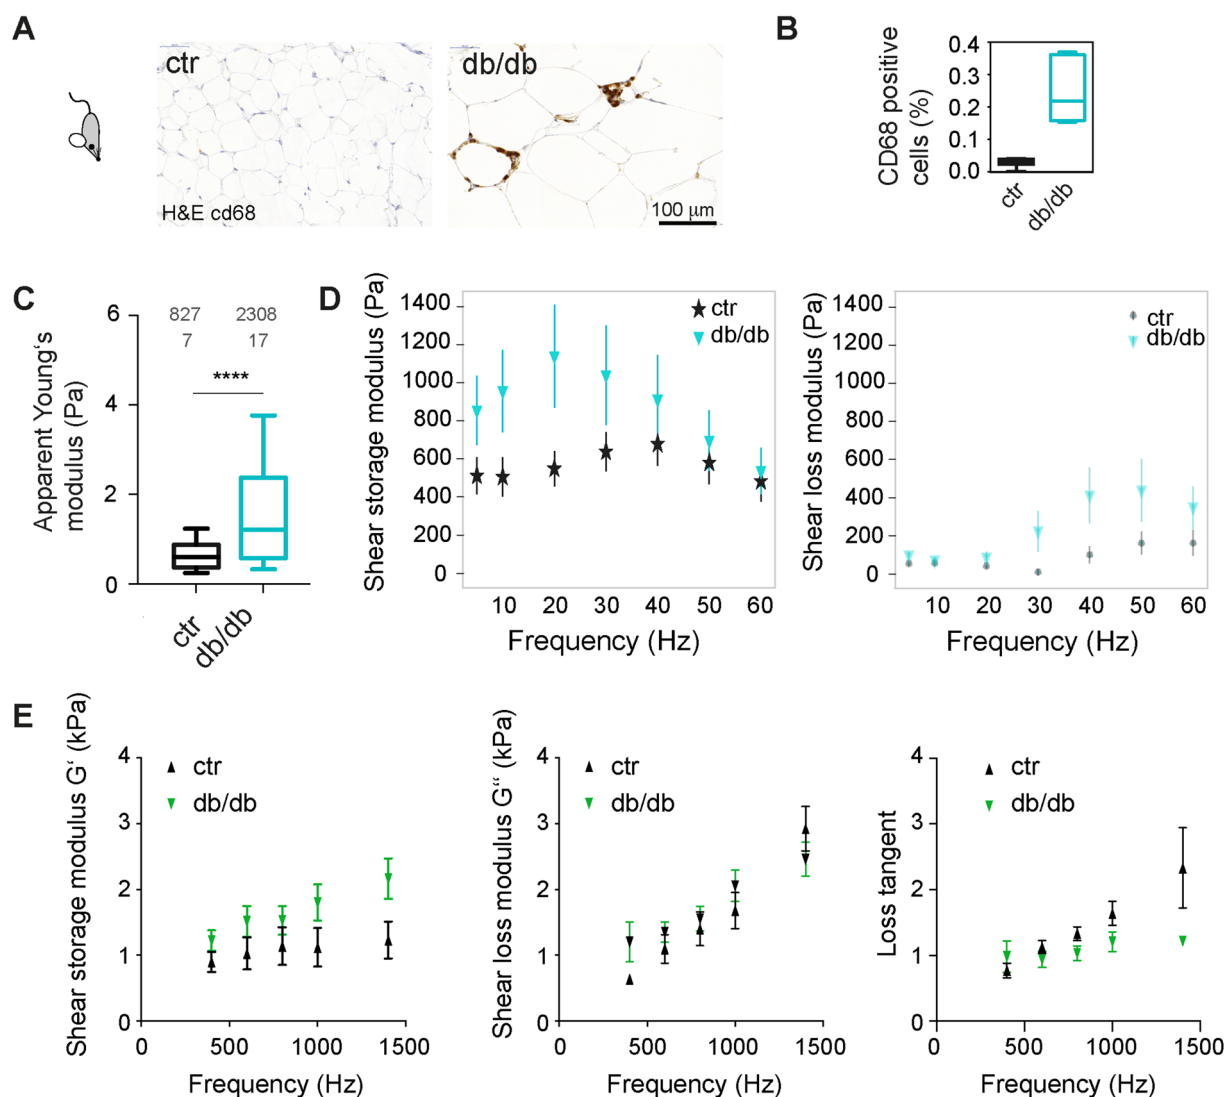 A
ctr
H&E cd68
db/db
100 μm
B
CD68 positive
cells (%)
0.4
0.3
0.2
0.1
0.0
ctr
db/db
C
Apparent Young‘s
modulus (Pa)
6
4
2
0
827
2308
7
17
****
ctr
db/db
D
Shear storage modulus (Pa)
1400
1200
1000
800
600
400
200
0
ctr
db/db
10 20 30 40 50 60
Frequency (Hz)
Shear loss modulus (Pa)
1400
1200
1000
800
600
400
200
0
ctr
db/db
10 20 30 40 50 60
Frequency (Hz)
E
Shear storage modulus G‘ (kPa)
4
3
2
1
0
ctr
db/db
0 500 1000 1500
Frequency (Hz)
Shear loss modulus G“ (kPa)
4
3
2
1
0
ctr
db/db
0 500 1000 1500
Frequency (Hz)
Loss tangent
4
3
2
1
0
ctr
db/db
0 500 1000 1500
Frequency (Hz)